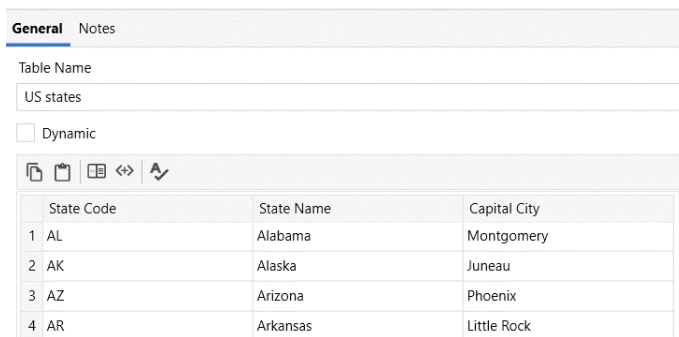 General Notes
Table Name
US states
Dynamic
State Code State Name Capital City
1 AL Alabama Montgomery
2 AK Alaska Juneau
3 AZ Arizona Phoenix
4 AR Arkansas Little Rock